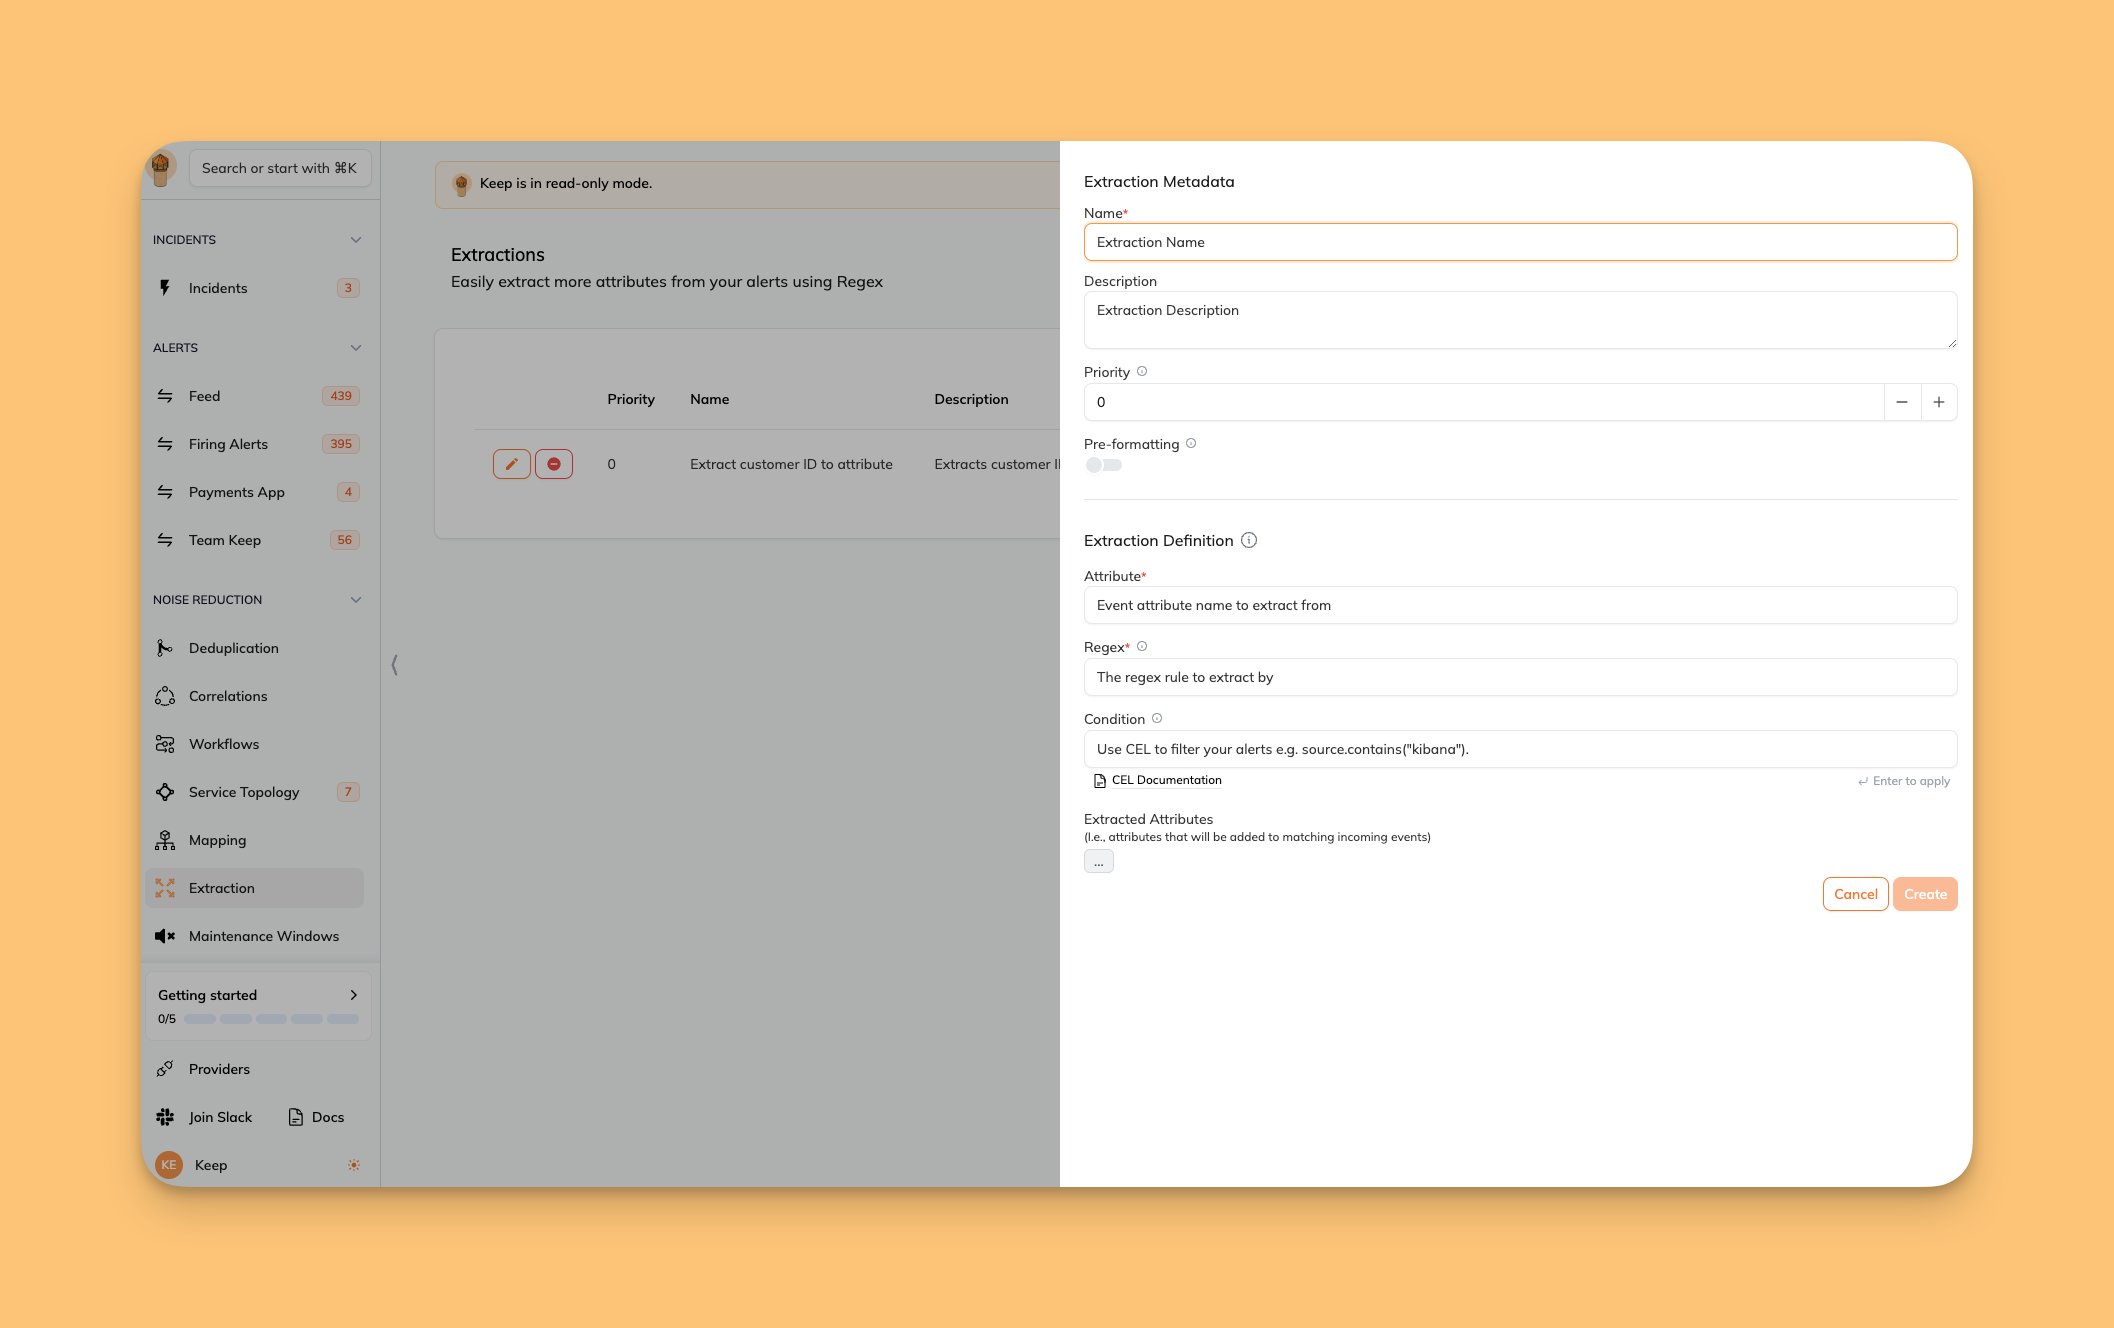 Search or start with ⌘K
INCIDENTS
Incidents 3
ALERTS
Feed 439
Firing Alerts 395
Payments App 4
Team Keep 56
NOISE REDUCTION
Deduplication
Correlations
Workflows
Service Topology 7
Mapping
Extraction
Maintenance Windows
Getting started
0/5
Providers
Join Slack Docs
KE Keep
Keep is in read-only mode.
Extractions
Easily extract more attributes from your alerts using Regex
Priority Name Description
0 Extract customer ID to attribute Extracts customer
Extraction Metadata
Name*
Extraction Name
Description
Extraction Description
Priority
0
Pre-formatting
Extraction Definition
Attribute*
Event attribute name to extract from
Regex*
The regex rule to extract by
Condition
Use CEL to filter your alerts e.g. source.contains("kibana").
CEL Documentation Enter to apply
Extracted Attributes
(I.e., attributes that will be added to matching incoming events)
...
Cancel Create